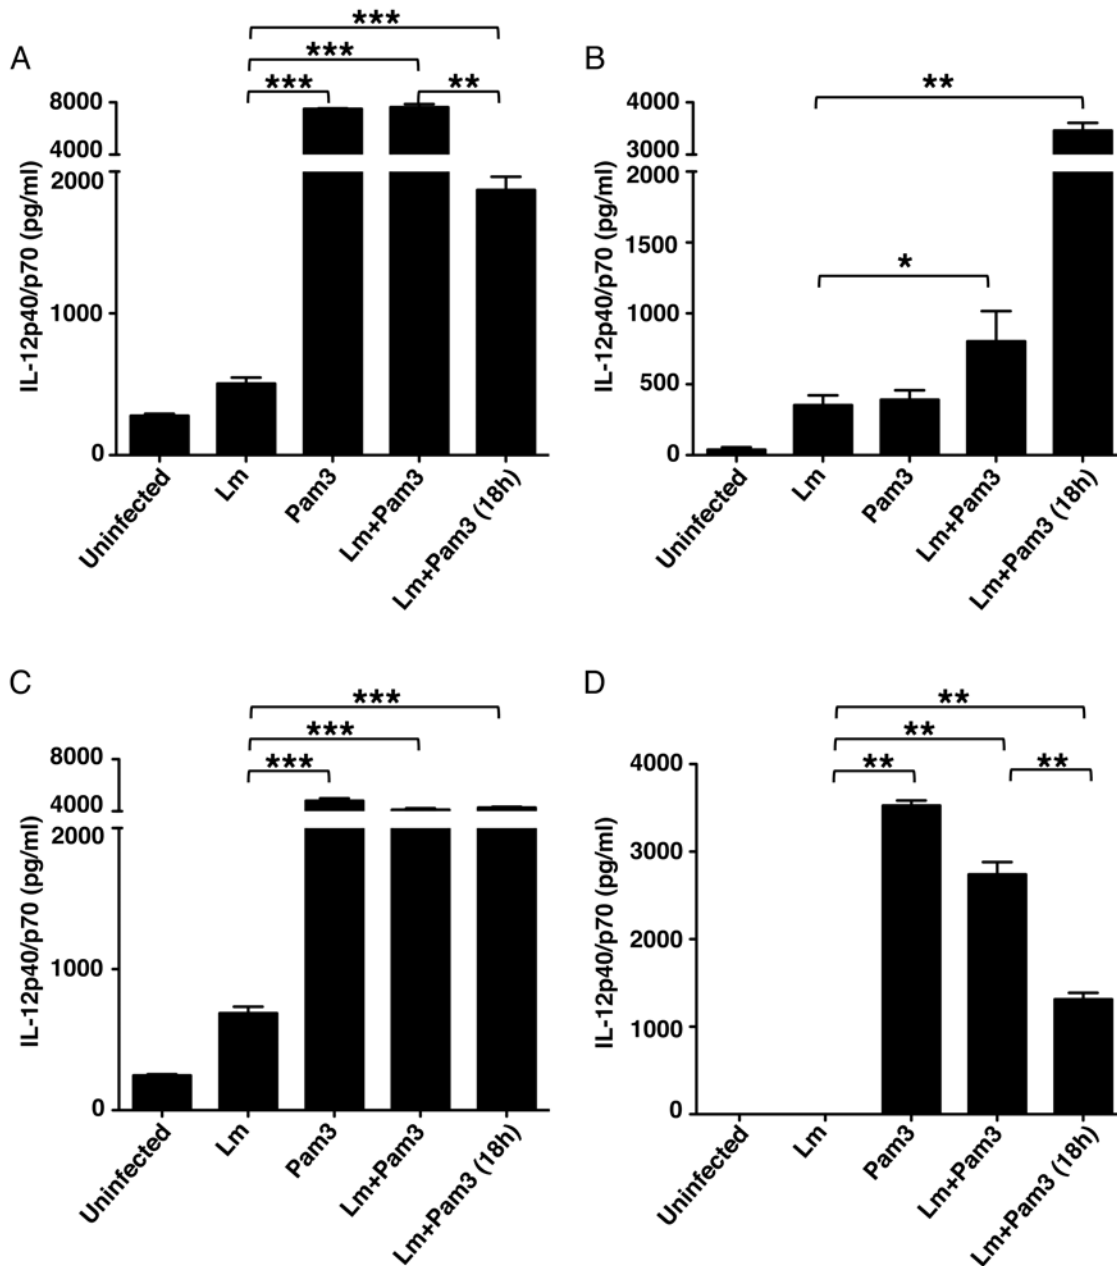 A
***
***
***
**
IL-12p40/p70 (pg/ml)
8000
4000
2000
1000
0
Uninfected
Lm
Pam3
Lm+Pam3
Lm+Pam3 (18h)
B
**
*
IL-12p40/p70 (pg/ml)
4000
3000
2000
1500
1000
500
0
Uninfected
Lm
Pam3
Lm+Pam3
Lm+Pam3 (18h)
C
***
***
***
IL-12p40/p70 (pg/ml)
8000
4000
2000
1000
0
Uninfected
Lm
Pam3
Lm+Pam3
Lm+Pam3 (18h)
D
**
**
**
**
IL-12p40/p70 (pg/ml)
4000
3000
2000
1000
0
Uninfected
Lm
Pam3
Lm+Pam3
Lm+Pam3 (18h)